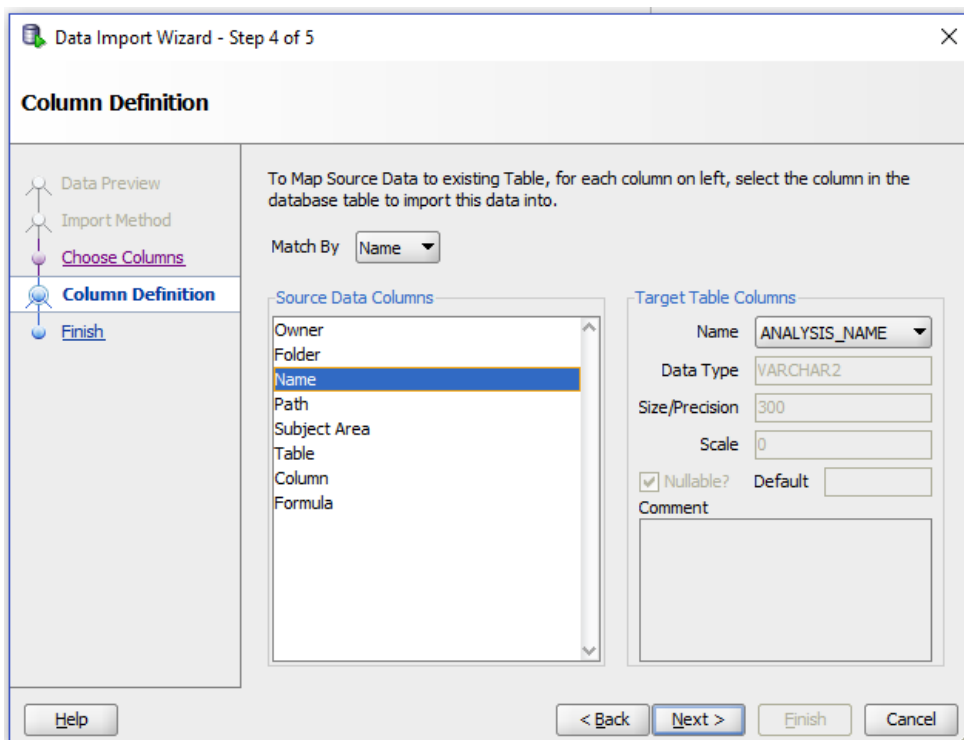 Data Import Wizard - Step 4 of 5
Column Definition
Data Preview
Import Method
Choose Columns
Column Definition
Finish
To Map Source Data to existing Table, for each column on left, select the column in the
database table to import this data into.
Match By Name
Source Data Columns
Owner
Folder
Name
Path
Subject Area
Table
Column
Formula
Target Table Columns
Name ANALYSIS_NAME
Data Type VARCHAR2
Size/Precision 300
Scale 0
Nullable? Default
Comment
Help < Back Next > Finish Cancel